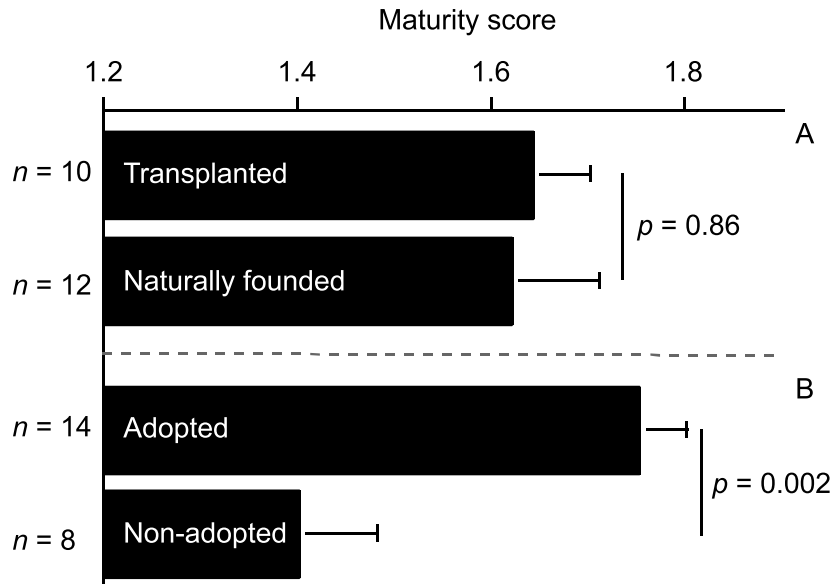 Maturity score
1.2 1.4 1.6 1.8
A
n = 10 Transplanted
p = 0.86
n = 12 Naturally founded
B
n = 14 Adopted
p = 0.002
n = 8 Non-adopted